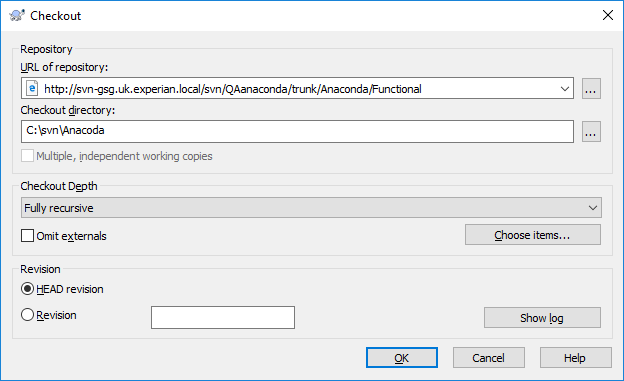 Checkout
Repository
URL of repository:
http://svn-gsg.uk.experian.local/svn/QAanaconda/trunk/Anaconda/Functional
...
Checkout directory:
C:\svn\Anacoda
...
Multiple, independent working copies
Checkout Depth
Fully recursive
Omit externals
Choose items...
Revision
HEAD revision
Revision
Show log
OK
Cancel
Help